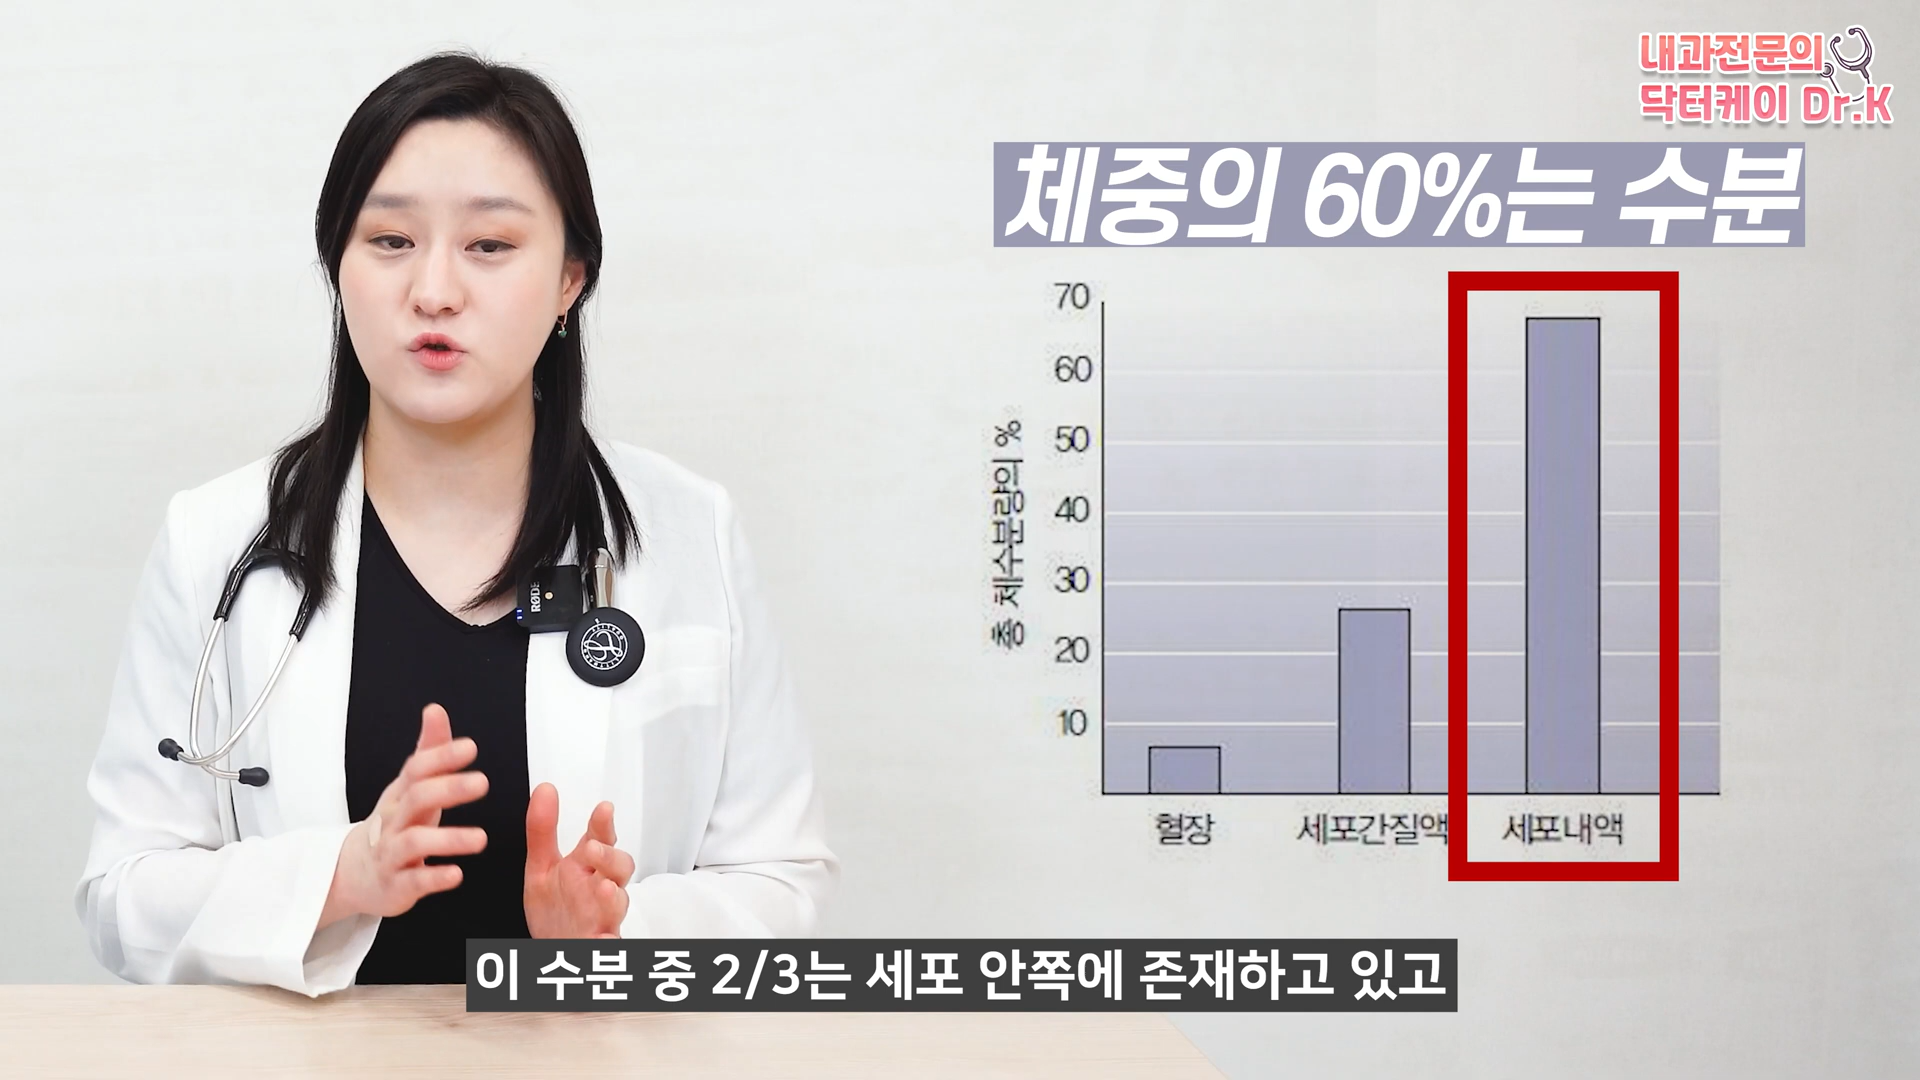 내과전문의
닥터케이 Dr.K
체중의 60%는 수분
총 체수분량의 %
70
60
50
40
30
20
10
혈장
세포간질액
세포내액
RØDE
이 수분 중 2/3는 세포 안쪽에 존재하고 있고